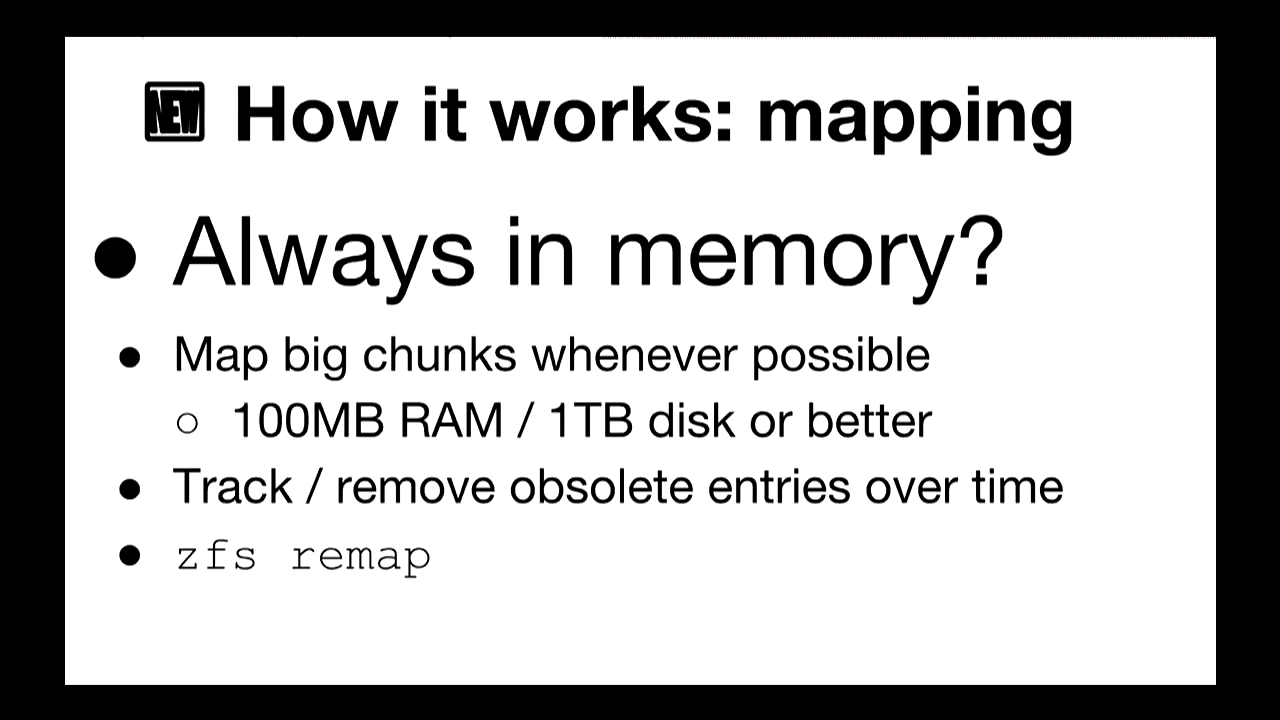 NEW How it works: mapping
● Always in memory?
● Map big chunks whenever possible
○ 100MB RAM / 1TB disk or better
● Track / remove obsolete entries over time
● zfs remap